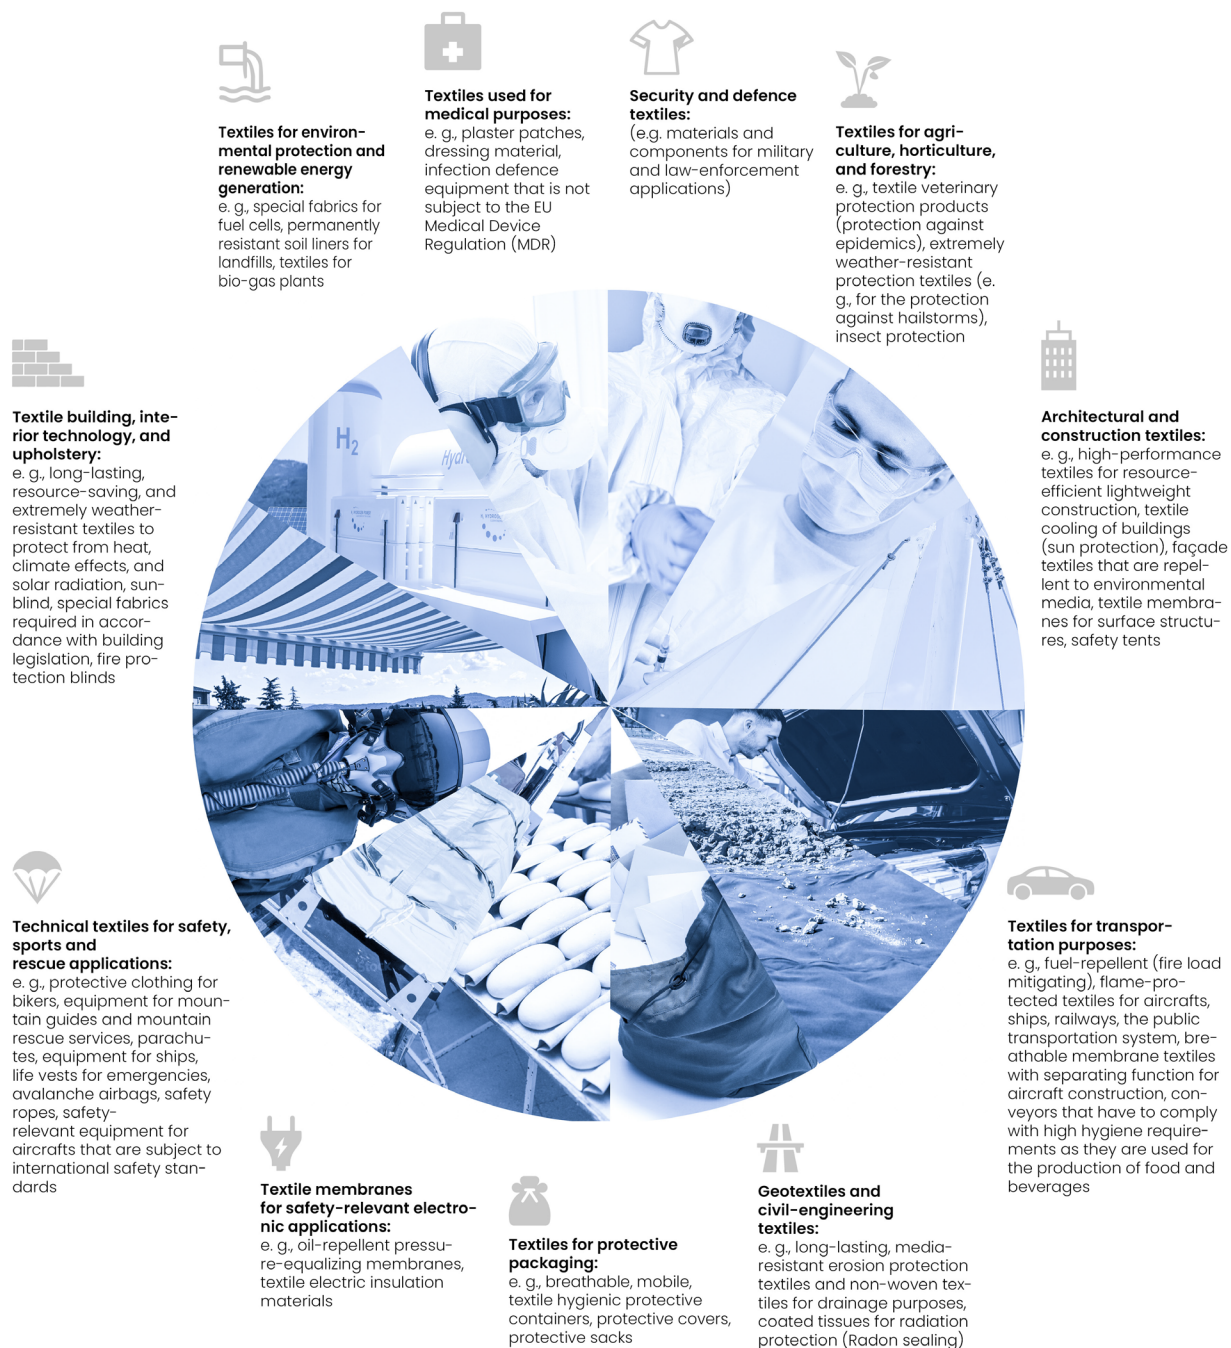 Textiles for environ-
mental protection and
renewable energy
generation:
e. g., special fabrics for
fuel cells, permanently
resistant soil liners for
landfills, textiles for
bio-gas plants
Textiles used for
medical purposes:
e. g., plaster patches,
dressing material,
infection defence
equipment that is not
subject to the EU
Medical Device
Regulation (MDR)
Security and defence
textiles:
(e.g. materials and
components for military
and law-enforcement
applications)
Textiles for agri-
culture, horticulture,
and forestry:
e. g., textile veterinary
protection products
(protection against
epidemics), extremely
weather-resistant
protection textiles (e.
g., for the protection
against hailstorms),
insect protection
Textile building, inte-
rior technology, and
upholstery:
e. g., long-lasting,
resource-saving, and
extremely weather-
resistant textiles to
protect from heat,
climate effects, and
solar radiation, sun-
blind, special fabrics
required in accor-
dance with building
legislation, fire pro-
tection blinds
H2
Hydro
Architectural and
construction textiles:
e. g., high-performance
textiles for resource-
efficient lightweight
construction, textile
cooling of buildings
(sun protection), façade
textiles that are repel-
lent to environmental
media, textile membra-
nes for surface structu-
res, safety tents
Technical textiles for safety,
sports and
rescue applications:
e. g., protective clothing for
bikers, equipment for moun-
tain guides and mountain
rescue services, parachu-
tes, equipment for ships,
life vests for emergencies,
avalanche airbags, safety
ropes, safety-
relevant equipment for
aircrafts that are subject to
international safety stan-
dards
Textiles for transpor-
tation purposes:
e. g., fuel-repellent (fire load
mitigating), flame-pro-
tected textiles for aircrafts,
ships, railways, the public
transportation system, bre-
athable membrane textiles
with separating function for
aircraft construction, con-
veyors that have to comply
with high hygiene require-
ments as they are used for
the production of food and
beverages
Textile membranes
for safety-relevant electro-
nic applications:
e. g., oil-repellent pressu-
re-equalizing membranes,
textile electric insulation
materials
Textiles for protective
packaging:
e. g., breathable, mobile,
textile hygienic protective
containers, protective covers,
protective sacks
Geotextiles and
civil-engineering
textiles:
e. g., long-lasting, media-
resistant erosion protection
textiles and non-woven tex-
tiles for drainage purposes,
coated tissues for radiation
protection (Radon sealing)